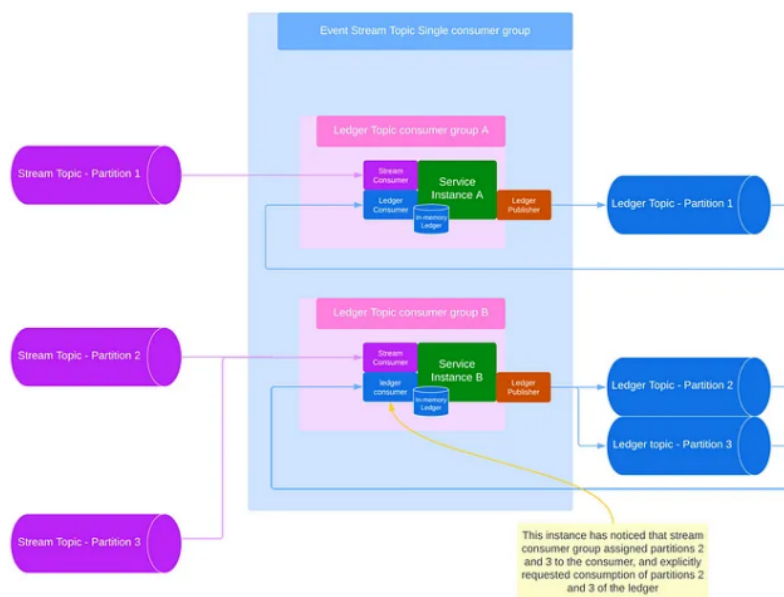 Event Stream Topic Single consumer group
Ledger Topic consumer group A
Stream Topic - Partition 1
Stream
Consumer
Service
Instance A
Ledger
Consumer
In-memory
Ledger
Ledger
Publisher
Ledger Topic - Partition 1
Ledger Topic consumer group B
Stream Topic - Partition 2
Stream
Consumer
Service
Instance B
ledger
consumer
In-memory
Ledger
Ledger
Publisher
Ledger Topic - Partition 2
Ledger topic - Partition 3
Stream Topic - Partition 3
This instance has noticed that stream
consumer group assigned partitions 2
and 3 to the consumer, and explicitly
requested consumption of partitions 2
and 3 of the ledger